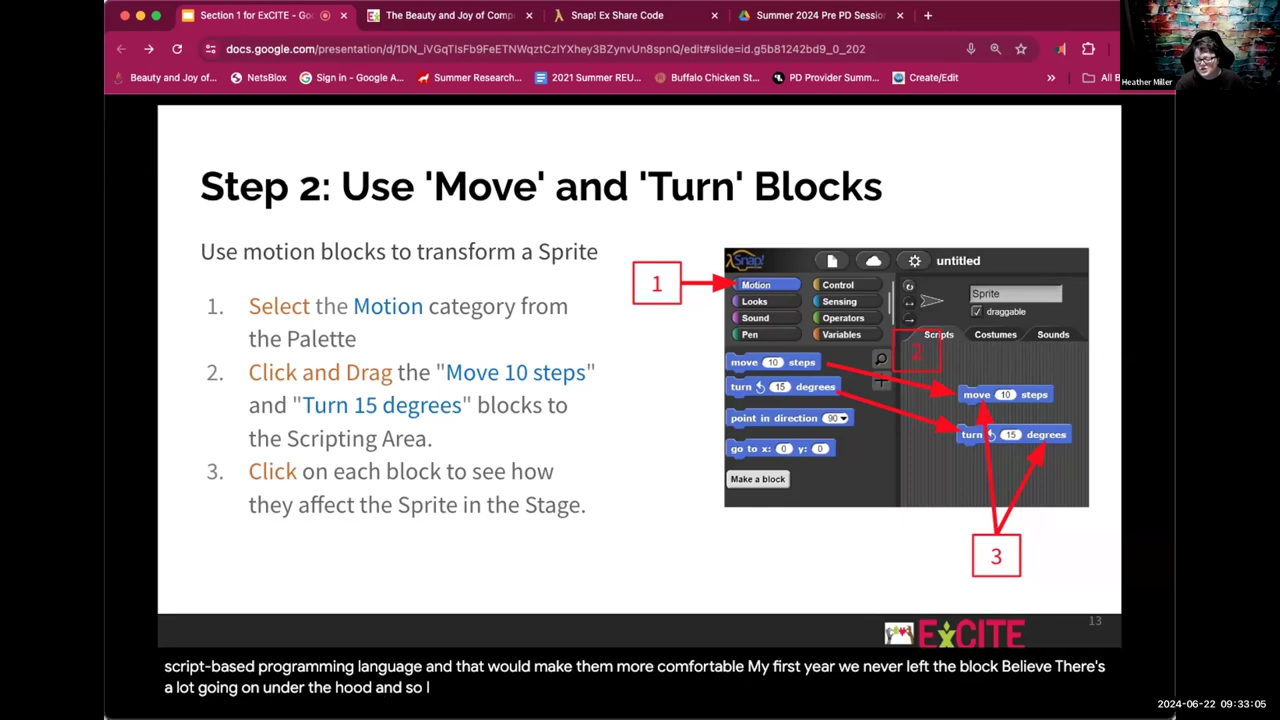 Section 1 for ExCITE - Go
The Beauty and Joy of Comp
Snap! Ex Share Code
Summer 2024 Pre PD Sessio
docs.google.com/presentation/d/1DN_iVGqTIsFb9FeETNWqztCzIYXhey3BZynvUn8spnQ/edit#slide=id.g5b81242bd9_0_202
Beauty and Joy of...
NetsBlox
Sign in - Google A...
Summer Research...
2021 Summer REU...
Buffalo Chicken St...
PD Provider Summ...
Create/Edit
All B
Heather Miller
Step 2: Use 'Move' and 'Turn' Blocks
Use motion blocks to transform a Sprite
1. Select the Motion category from
the Palette
2. Click and Drag the "Move 10 steps"
and "Turn 15 degrees" blocks to
the Scripting Area.
3. Click on each block to see how
they affect the Sprite in the Stage.
1
Snap!
untitled
Motion Control
Looks Sensing
Sound Operators
Pen Variables
Sprite
draggable
Scripts Costumes Sounds
2
move 10 steps
turn 15 degrees
point in direction 90
go to x: 0 y: 0
Make a block
move 10 steps
turn 15 degrees
3
ExCITE
13
script-based programming language and that would make them more comfortable My first year we never left the block Believe There's
a lot going on under the hood and so I
2024-06-22 09:33:05